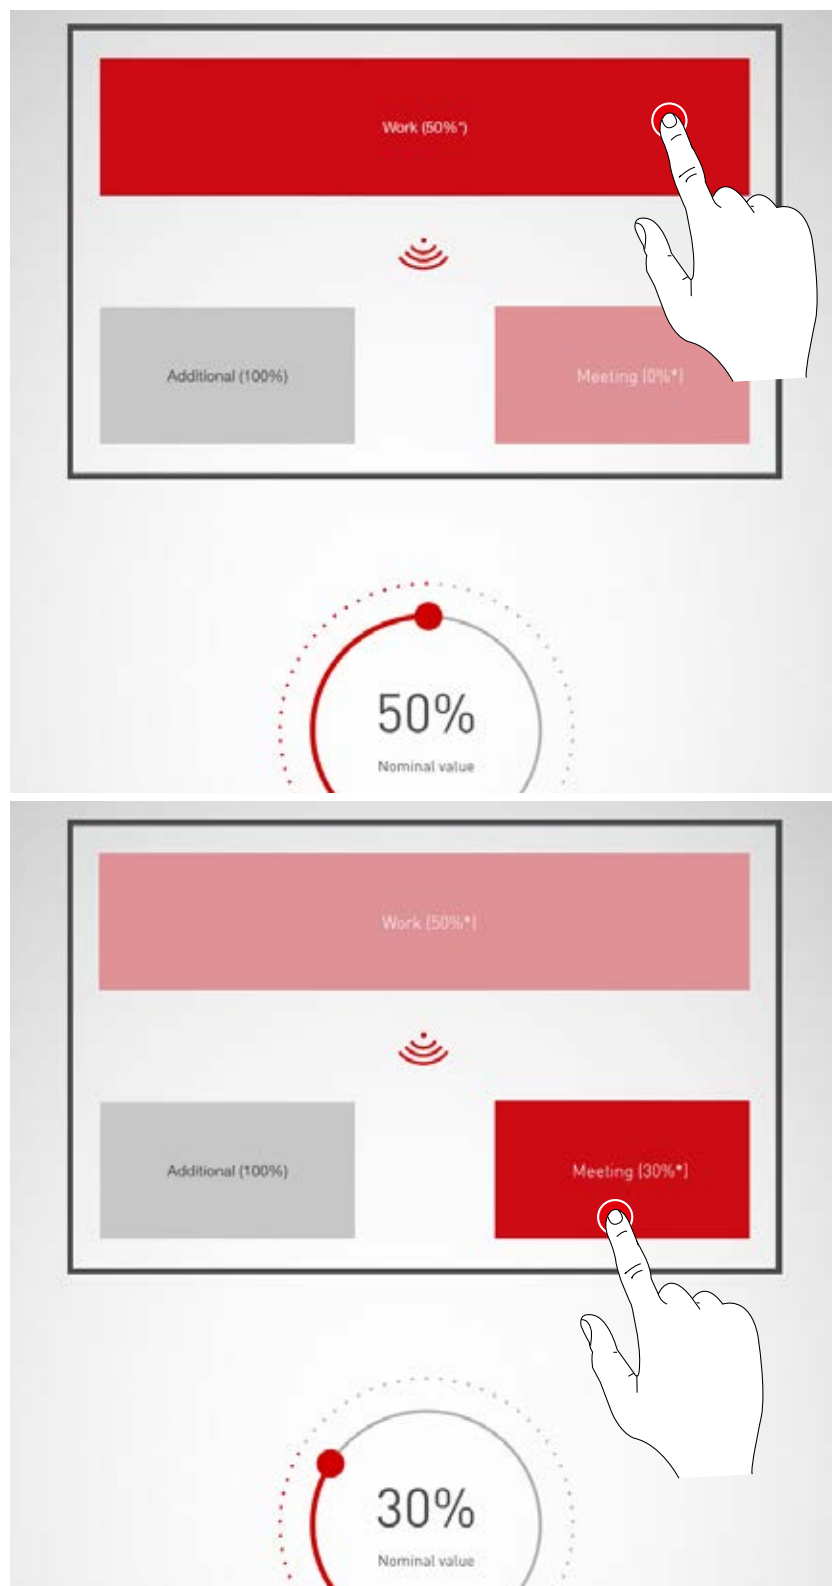 Work (50%*)
Additional (100%)
Meeting (0%*)
50%
Nominal value
Work (50%*)
Additional (100%)
Meeting (30%*)
30%
Nominal value